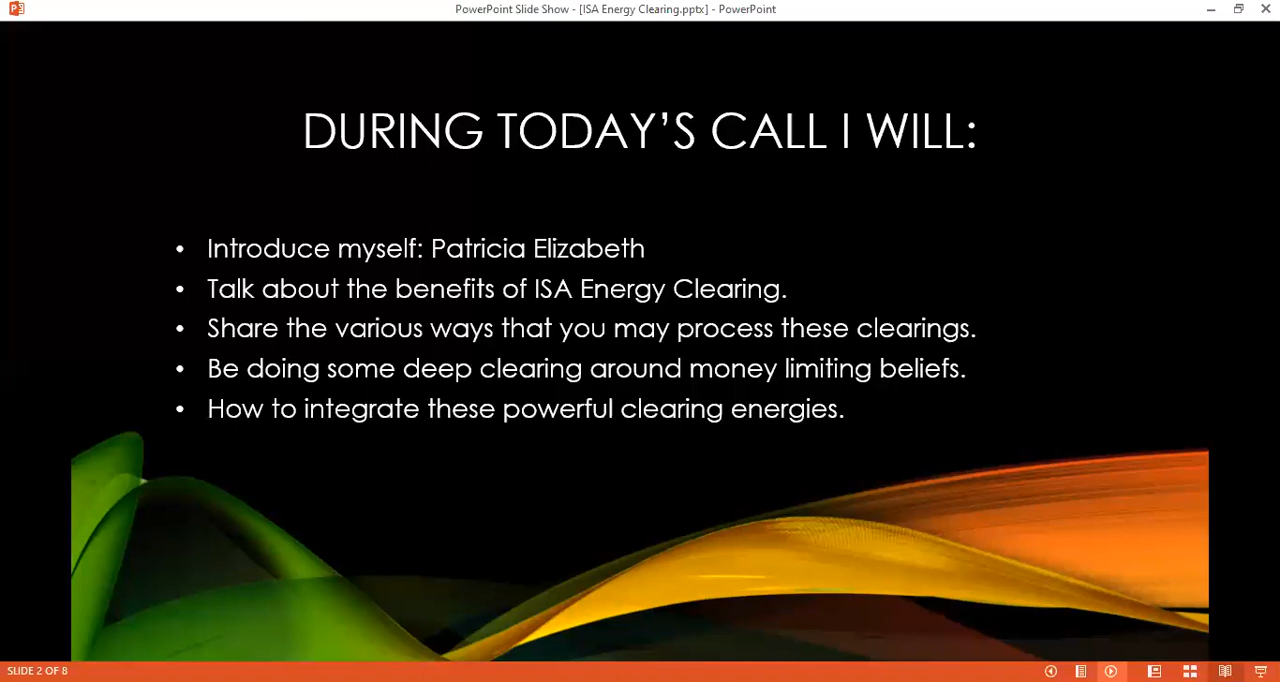 PowerPoint Slide Show - [ISA Energy Clearing.pptx] - PowerPoint
DURING TODAY’S CALL I WILL:
• Introduce myself: Patricia Elizabeth
• Talk about the benefits of ISA Energy Clearing.
• Share the various ways that you may process these clearings.
• Be doing some deep clearing around money limiting beliefs.
• How to integrate these powerful clearing energies.
SLIDE 2 OF 8